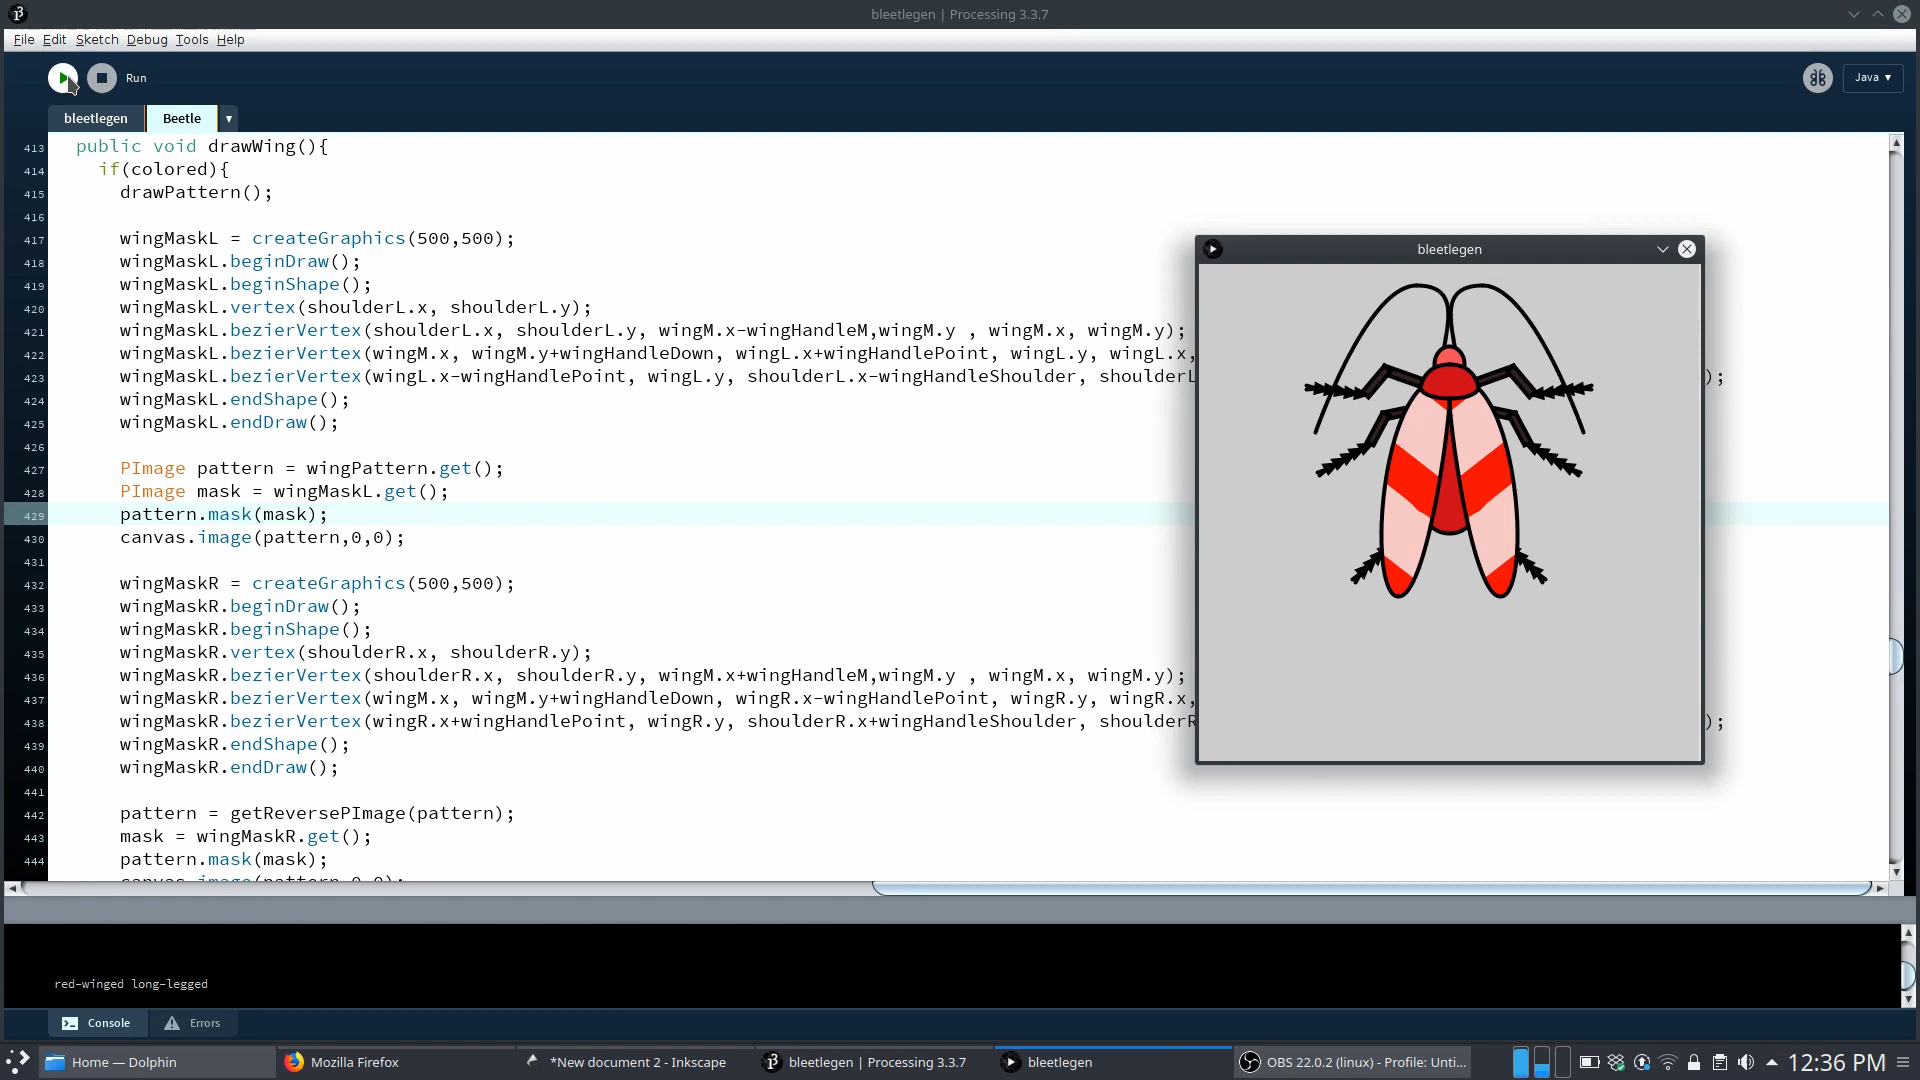 bleetlegen | Processing 3.3.7
File Edit Sketch Debug Tools Help
Run
Java ▾
bleetlegen Beetle ▾
413 public void drawWing(){
414 if(colored){
415 drawPattern();
416
417 wingMaskL = createGraphics(500,500);
418 wingMaskL.beginDraw();
419 wingMaskL.beginShape();
420 wingMaskL.vertex(shoulderL.x, shoulderL.y);
421 wingMaskL.bezierVertex(shoulderL.x, shoulderL.y, wingM.x-wingHandleM,wingM.y , wingM.x, wingM.y);
422 wingMaskL.bezierVertex(wingM.x, wingM.y+wingHandleDown, wingL.x+wingHandlePoint, wingL.y, wingL.x,
423 wingMaskL.bezierVertex(wingL.x-wingHandlePoint, wingL.y, shoulderL.x-wingHandleShoulder, shoulderL );
424 wingMaskL.endShape();
425 wingMaskL.endDraw();
426
427 PImage pattern = wingPattern.get();
428 PImage mask = wingMaskL.get();
429 pattern.mask(mask);
430 canvas.image(pattern,0,0);
431
432 wingMaskR = createGraphics(500,500);
433 wingMaskR.beginDraw();
434 wingMaskR.beginShape();
435 wingMaskR.vertex(shoulderR.x, shoulderR.y);
436 wingMaskR.bezierVertex(shoulderR.x, shoulderR.y, wingM.x+wingHandleM,wingM.y , wingM.x, wingM.y);
437 wingMaskR.bezierVertex(wingM.x, wingM.y+wingHandleDown, wingR.x-wingHandlePoint, wingR.y, wingR.x,
438 wingMaskR.bezierVertex(wingR.x+wingHandlePoint, wingR.y, shoulderR.x+wingHandleShoulder, shoulderR );
439 wingMaskR.endShape();
440 wingMaskR.endDraw();
441
442 pattern = getReversePImage(pattern);
443 mask = wingMaskR.get();
444 pattern.mask(mask);
canvas.image(pattern,0,0);
bleetlegen
red-winged long-legged
Console Errors
Home — Dolphin Mozilla Firefox *New document 2 - Inkscape bleetlegen | Processing 3.3.7 bleetlegen OBS 22.0.2 (linux) - Profile: Unti... 12:36 PM